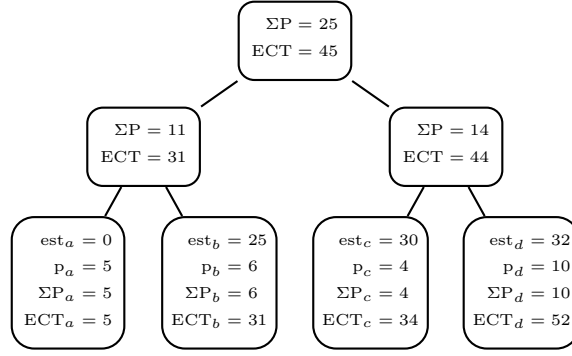 ΣP = 25
ECT = 45
ΣP = 11
ECT = 31
ΣP = 14
ECT = 44
est_a = 0
p_a = 5
ΣP_a = 5
ECT_a = 5
est_b = 25
p_b = 6
ΣP_b = 6
ECT_b = 31
est_c = 30
p_c = 4
ΣP_c = 4
ECT_c = 34
est_d = 32
p_d = 10
ΣP_d = 10
ECT_d = 52